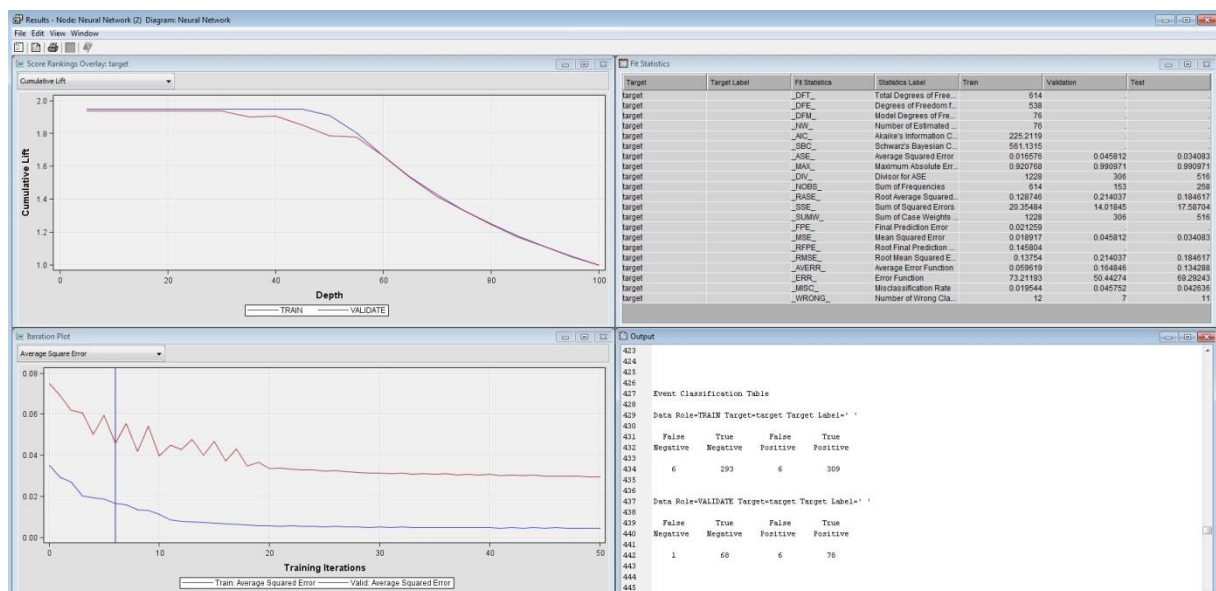 Results - Node: Neural Network (2) Diagram: Neural Network
File Edit View Window
Score Rankings Overlay: target
Cumulative Lift
2.0
1.8
1.6
1.4
1.2
1.0
Cumulative Lift
0 20 40 60 80 100
Depth
TRAIN VALIDATE
Fit Statistics
Target Target Label Fit Statistics Statistics Label Train Validation Test
target _DFT_ Total Degrees of Free... 614 . .
target _DFE_ Degrees of Freedom f... 538 . .
target _DFM_ Model Degrees of Fre... 76 . .
target _NW_ Number of Estimated ... 76 . .
target _AIC_ Akaike's Information C... 225.2119 . .
target _SBC_ Schwarz's Bayesian C... 561.1315 . .
target _ASE_ Average Squared Error 0.016576 0.045812 0.034083
target _MAX_ Maximum Absolute Err... 0.920768 0.990971 0.990971
target _DIV_ Divisor for ASE 1228 306 516
target _NOBS_ Sum of Frequencies 614 153 258
target _RASE_ Root Average Squared... 0.128746 0.214037 0.184617
target _SSE_ Sum of Squared Errors 20.35484 14.01845 17.58704
target _SUMW_ Sum of Case Weights ... 1228 306 516
target _FPE_ Final Prediction Error 0.021259 . .
target _MSE_ Mean Squared Error 0.018917 0.045812 0.034083
target _RFPE_ Root Final Prediction ... 0.145804 . .
target _RMSE_ Root Mean Squared E... 0.13754 0.214037 0.184617
target _AVERR_ Average Error Function 0.059619 0.164846 0.134288
target _ERR_ Error Function 73.21193 50.44274 69.29243
target _MISC_ Misclassification Rate 0.019544 0.045752 0.042636
target _WRONG_ Number of Wrong Cla... 12 7 11
Iteration Plot
Average Square Error
0.08
0.06
0.04
0.02
0.00
0 10 20 30 40 50
Training Iterations
Train: Average Squared Error Valid: Average Squared Error
Output
423
424
425
426
427 Event Classification Table
428
429 Data Role=TRAIN Target=target Target Label=' '
430
431 False True False True
432 Negative Negative Positive Positive
433
434 6 293 6 309
435
436
437 Data Role=VALIDATE Target=target Target Label=' '
438
439 False True False True
440 Negative Negative Positive Positive
441
442 1 68 6 78
443
444
445